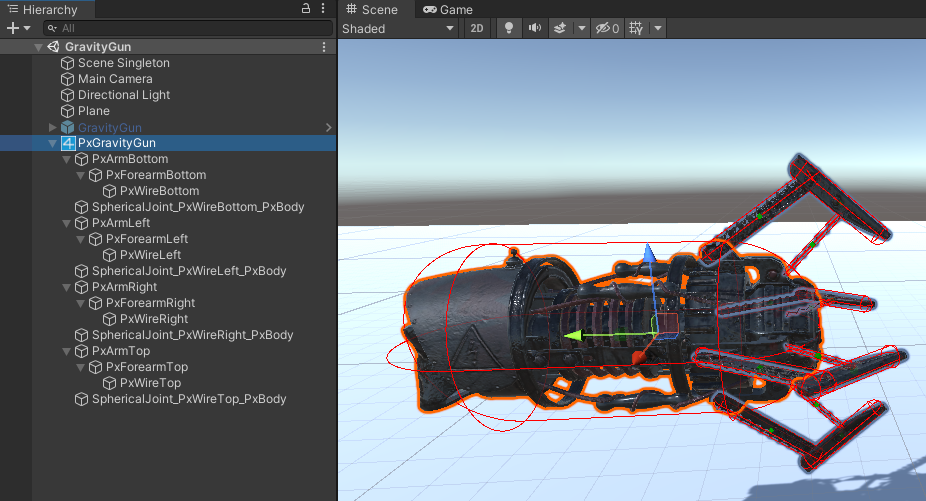 Hierarchy
All
GravityGun
Scene Singleton
Main Camera
Directional Light
Plane
GravityGun
PxGravityGun
PxArmBottom
PxForearmBottom
PxWireBottom
SphericalJoint_PxWireBottom_PxBody
PxArmLeft
PxForearmLeft
PxWireLeft
SphericalJoint_PxWireLeft_PxBody
PxArmRight
PxForearmRight
PxWireRight
SphericalJoint_PxWireRight_PxBody
PxArmTop
PxForearmTop
PxWireTop
SphericalJoint_PxWireTop_PxBody
Scene Game
Shaded 2D 0